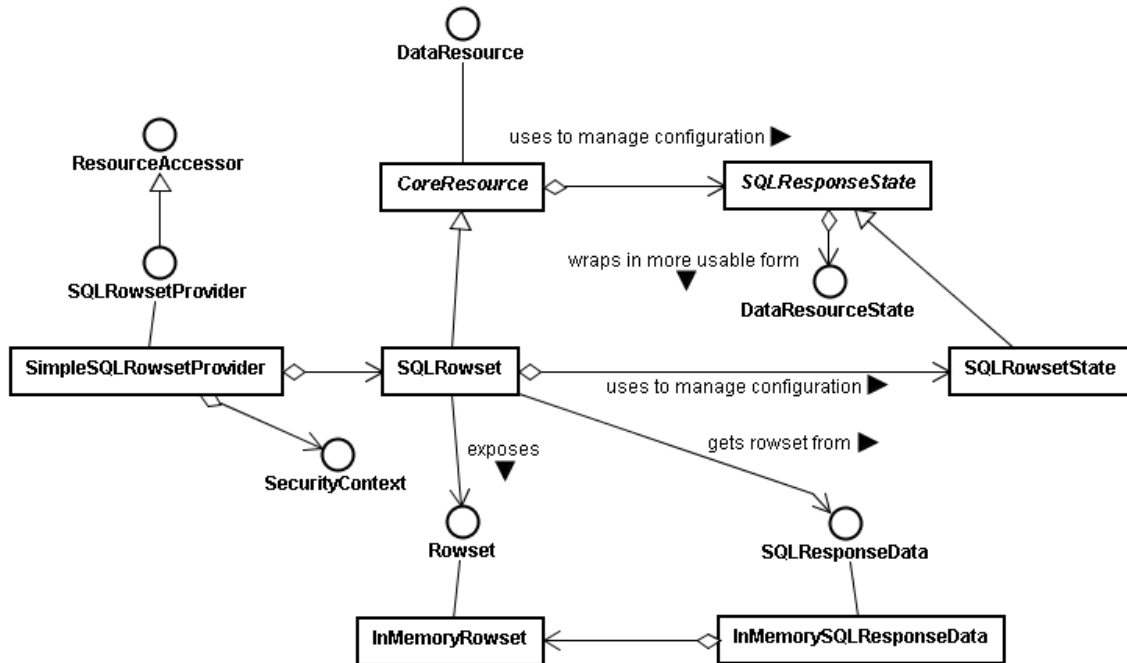 DataResource
uses to manage configuration
ResourceAccessor
CoreResource
SQLResponseState
wraps in more usable form
SQLRowsetProvider
DataResourceState
SimpleSQLRowsetProvider
SQLRowset
SQLRowsetState
uses to manage configuration
exposes
gets rowset from
SecurityContext
Rowset
SQLResponseData
InMemoryRowset
InMemorySQLResponseData